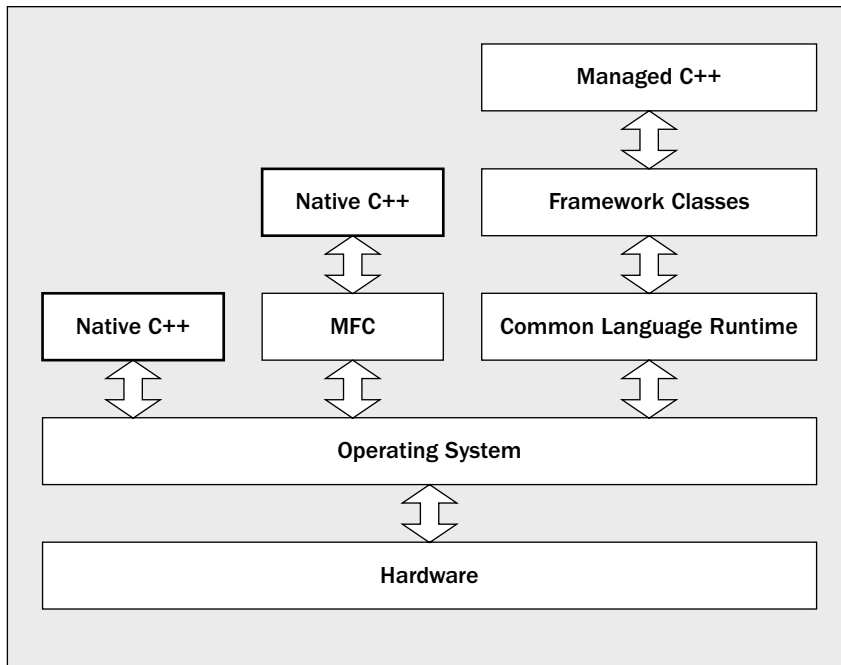 Managed C++
Native C++
Framework Classes
Native C++
MFC
Common Language Runtime
Operating System
Hardware